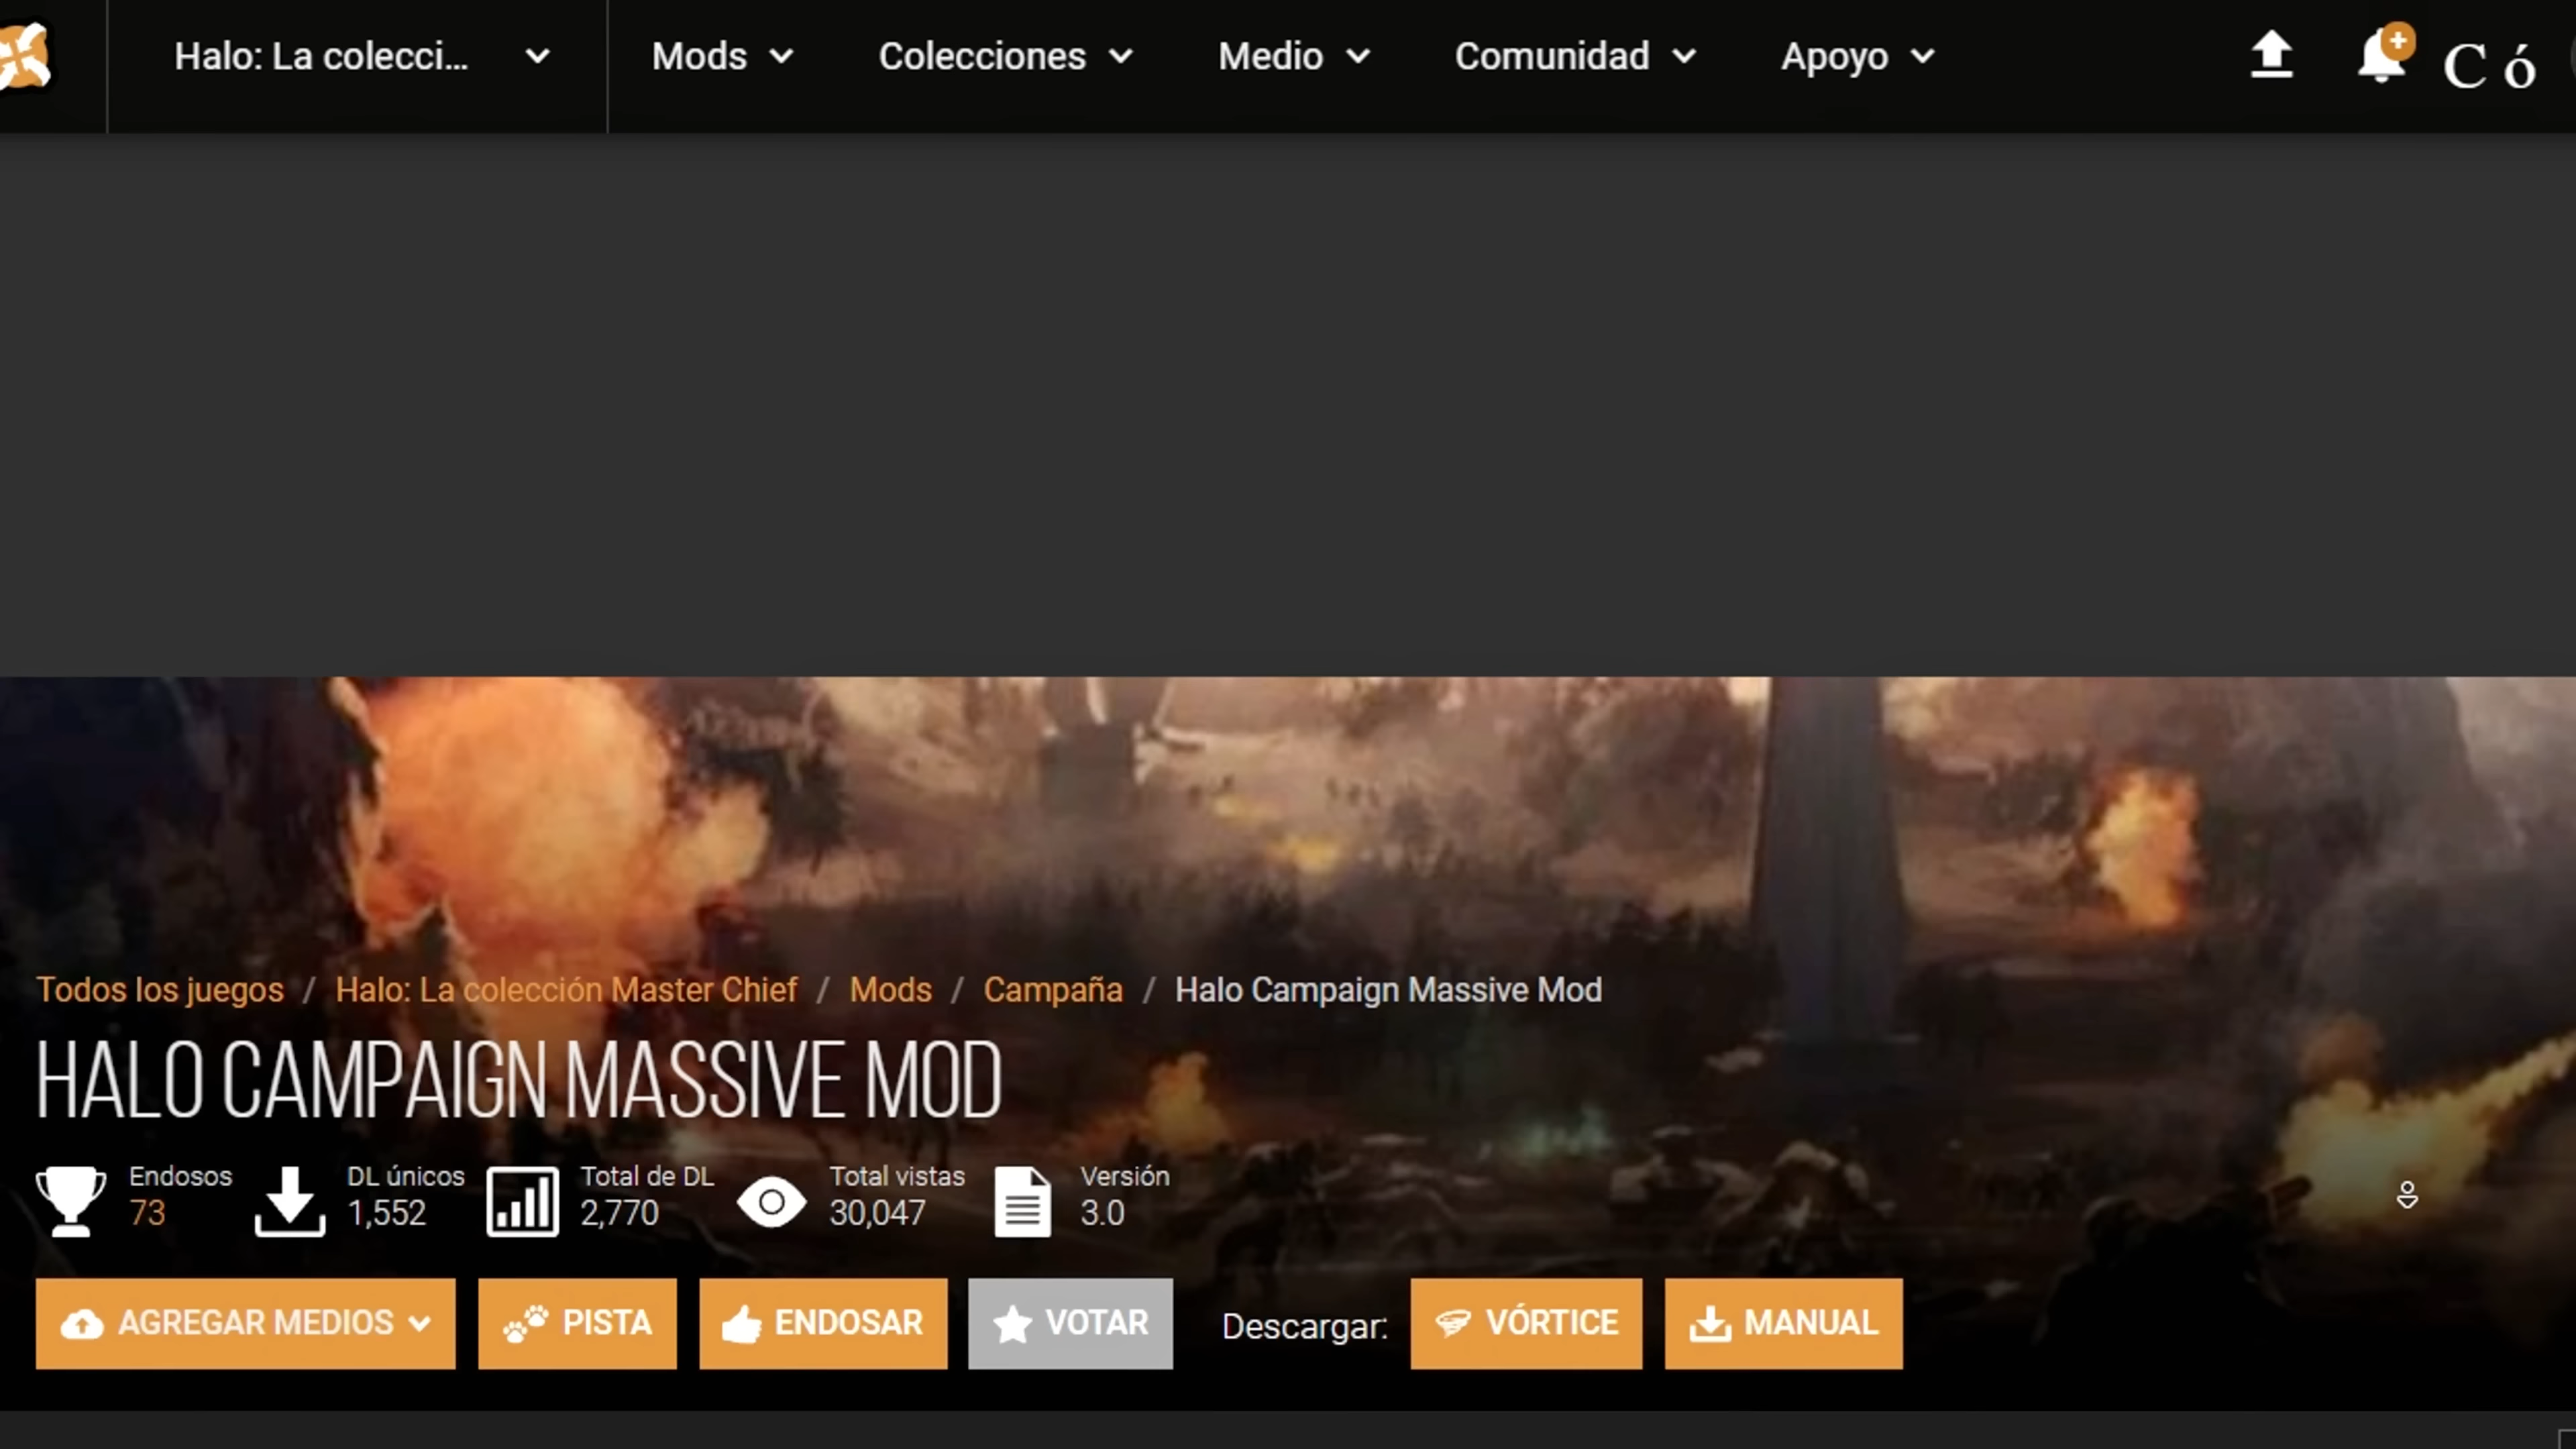 Halo: La colecci...
Mods
Colecciones
Medio
Comunidad
Apoyo
C ó
Todos los juegos / Halo: La colección Master Chief / Mods / Campaña / Halo Campaign Massive Mod
HALO CAMPAIGN MASSIVE MOD
Endosos
73
DL únicos
1,552
Total de DL
2,770
Total vistas
30,047
Versión
3.0
AGREGAR MEDIOS
PISTA
ENDOSAR
VOTAR
Descargar:
VÓRTICE
MANUAL